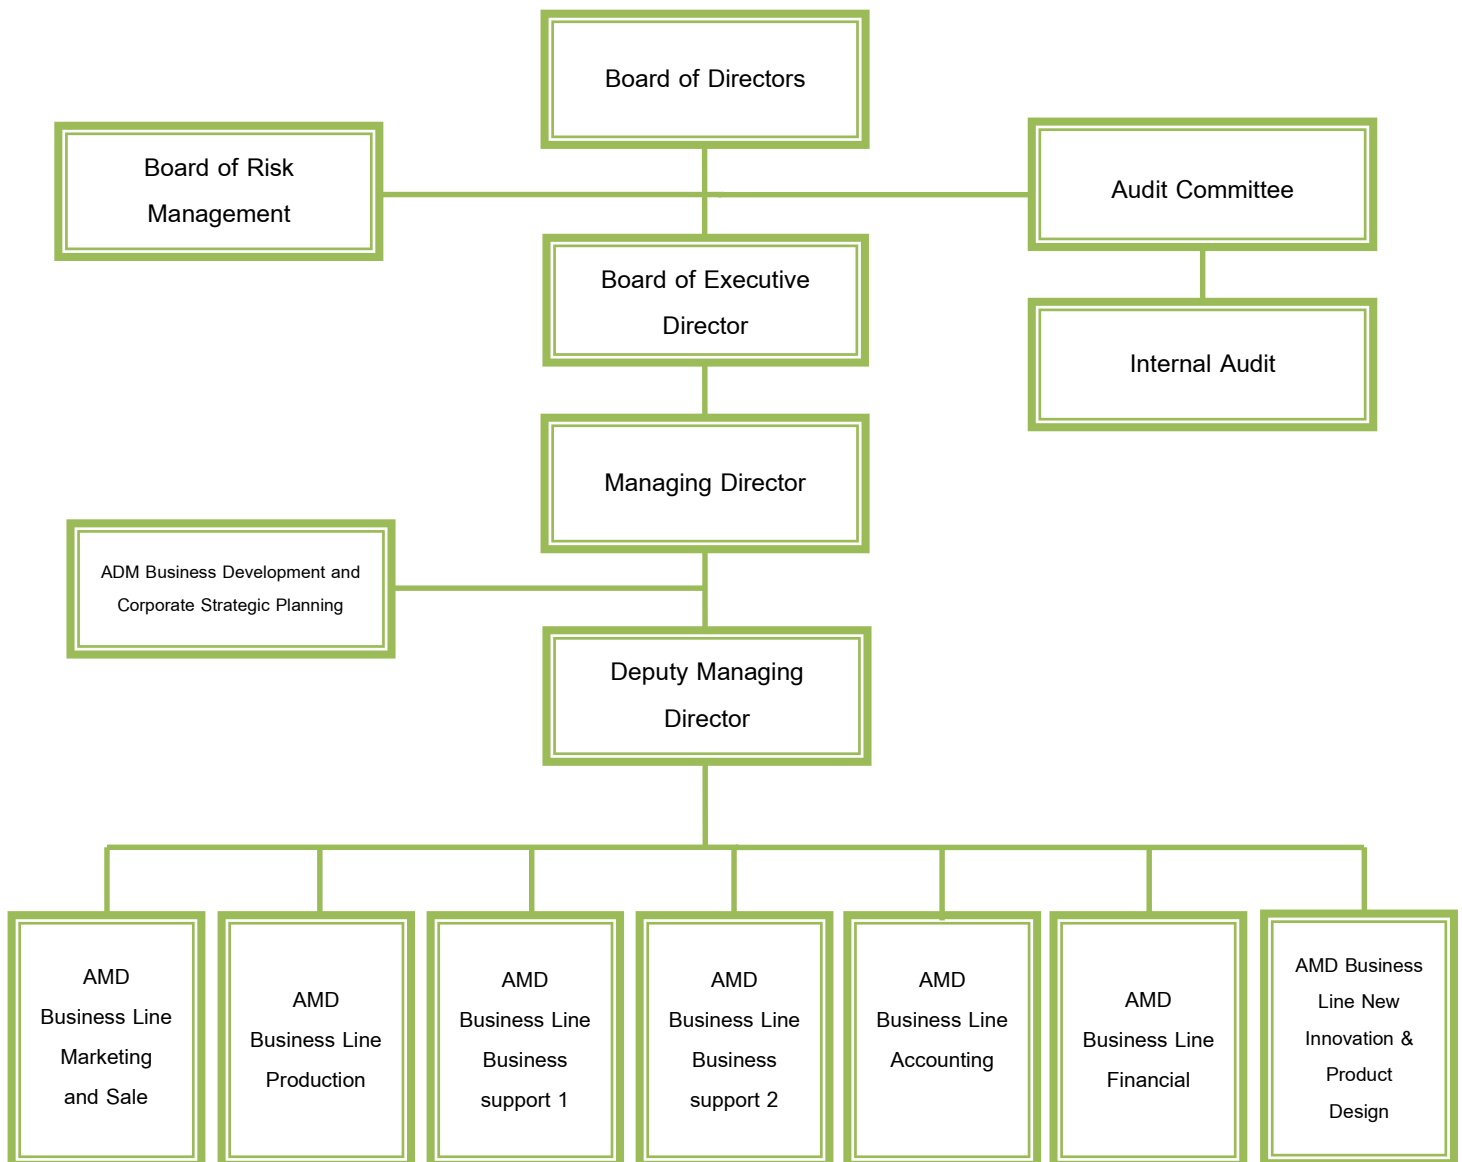 Board of Directors
Board of Risk
Management
Audit Committee
Board of Executive
Director
Internal Audit
Managing Director
ADM Business Development and
Corporate Strategic Planning
Deputy Managing
Director
AMD
Business Line
Marketing
and Sale
AMD
Business Line
Production
AMD
Business Line
Business
support 1
AMD
Business Line
Business
support 2
AMD
Business Line
Accounting
AMD
Business Line
Financial
AMD Business
Line New
Innovation &
Product
Design